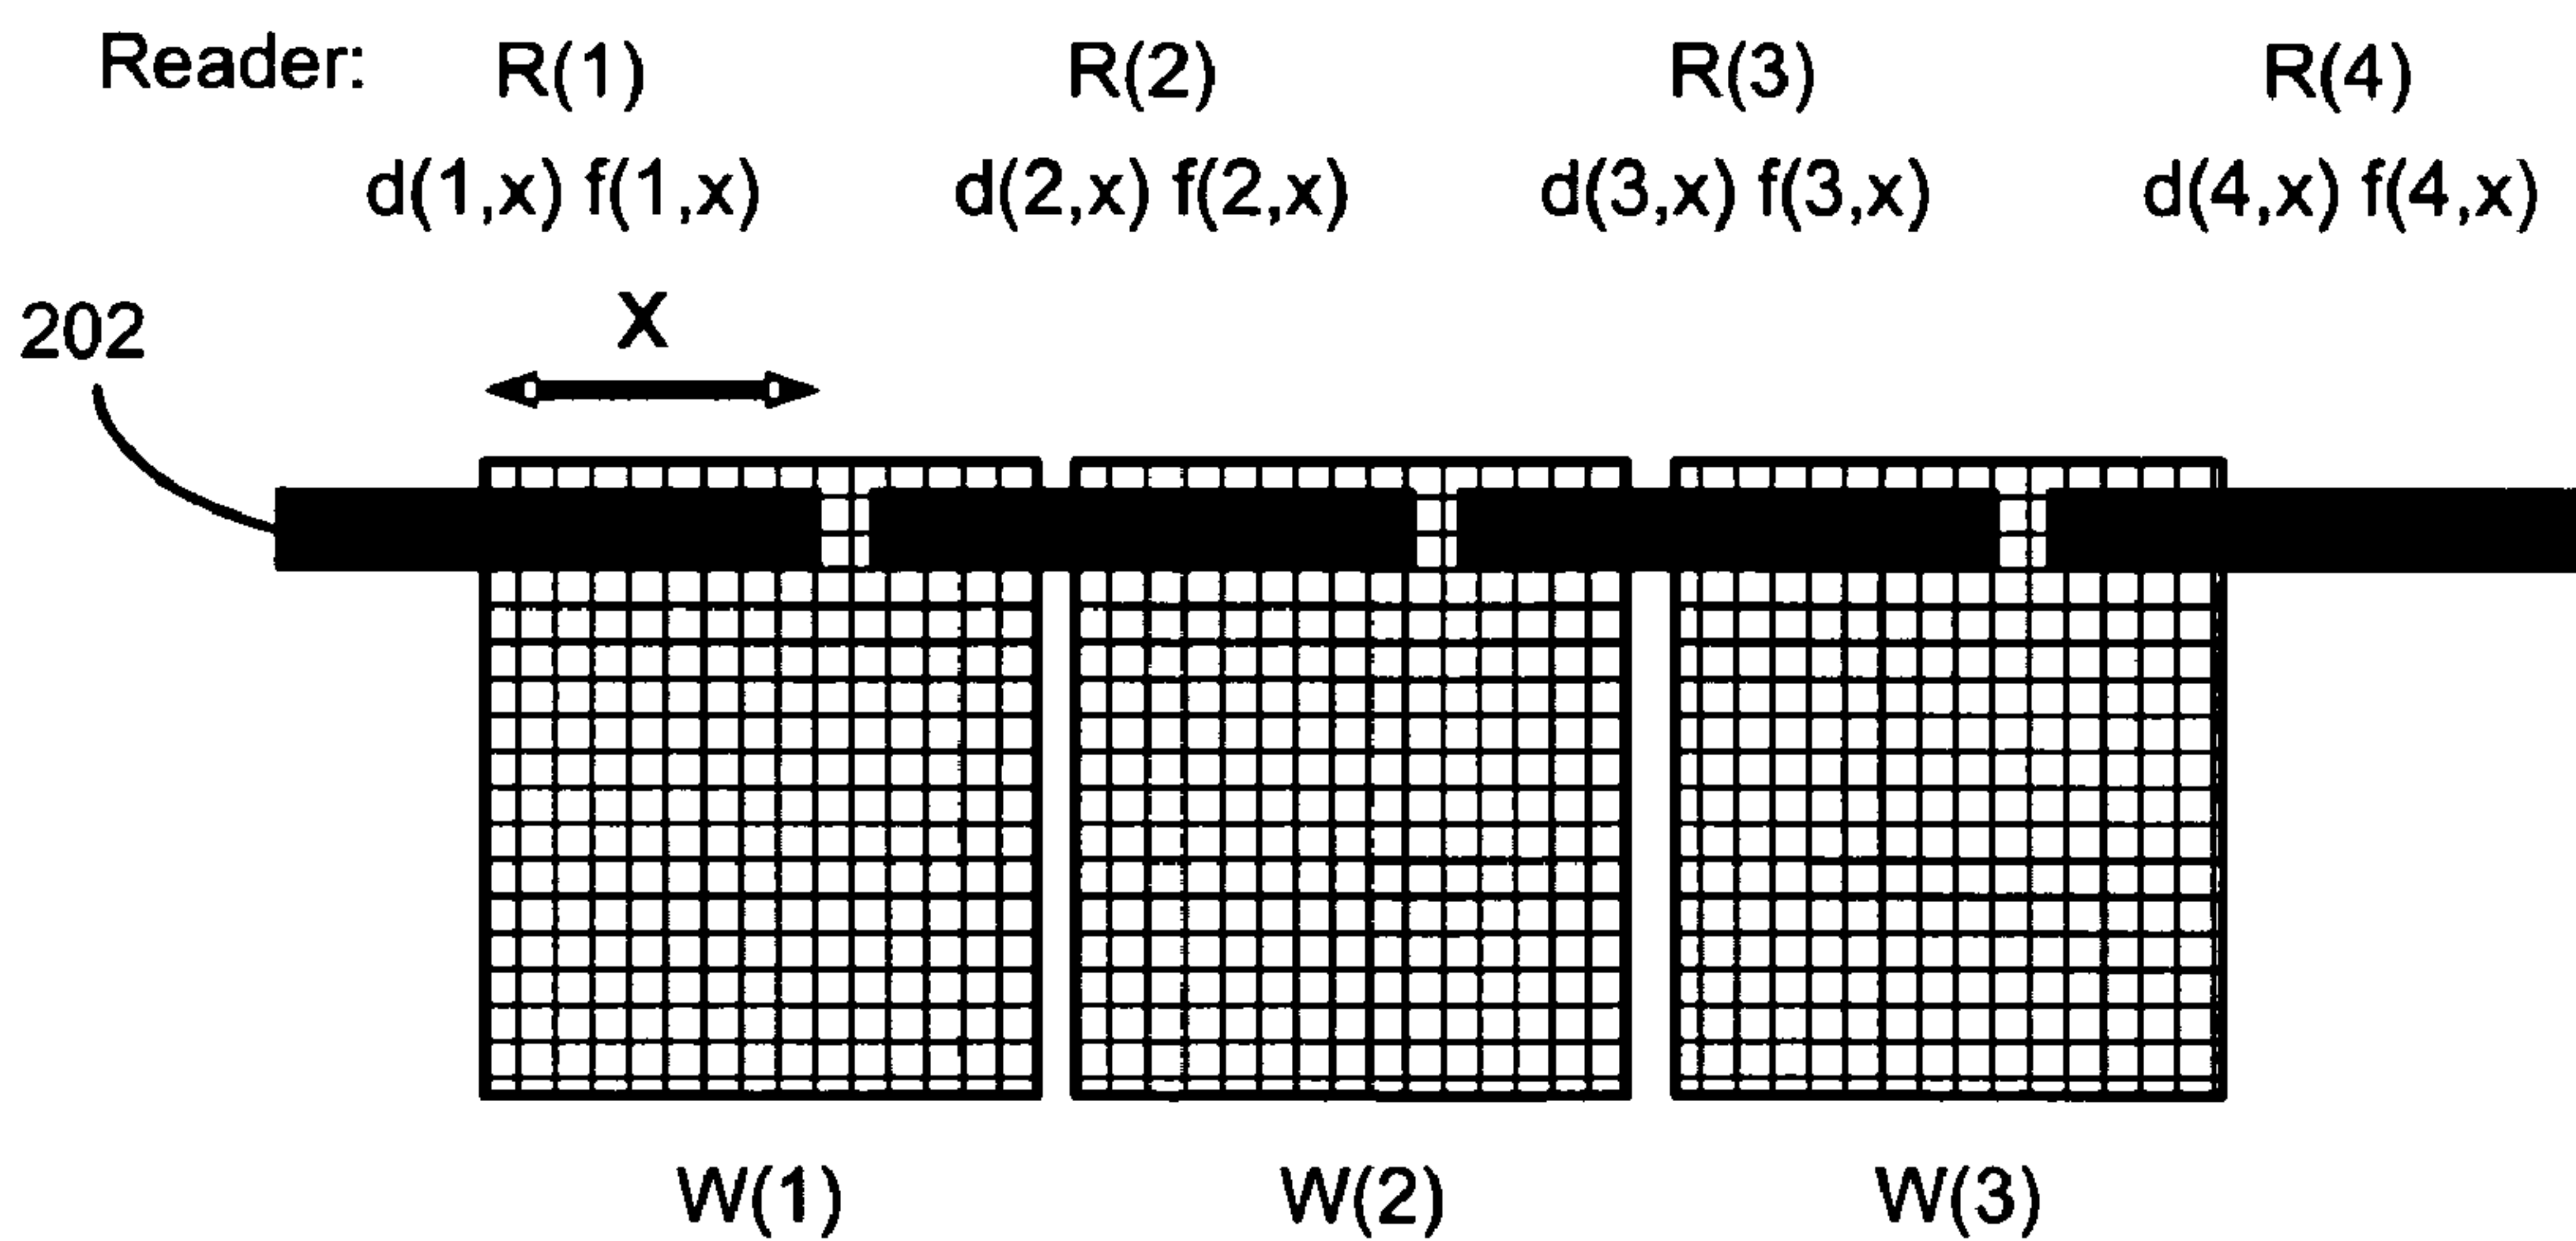 Reader: R(1) R(2) R(3) R(4)
d(1,x) f(1,x) d(2,x) f(2,x) d(3,x) f(3,x) d(4,x) f(4,x)
202
X
W(1) W(2) W(3)